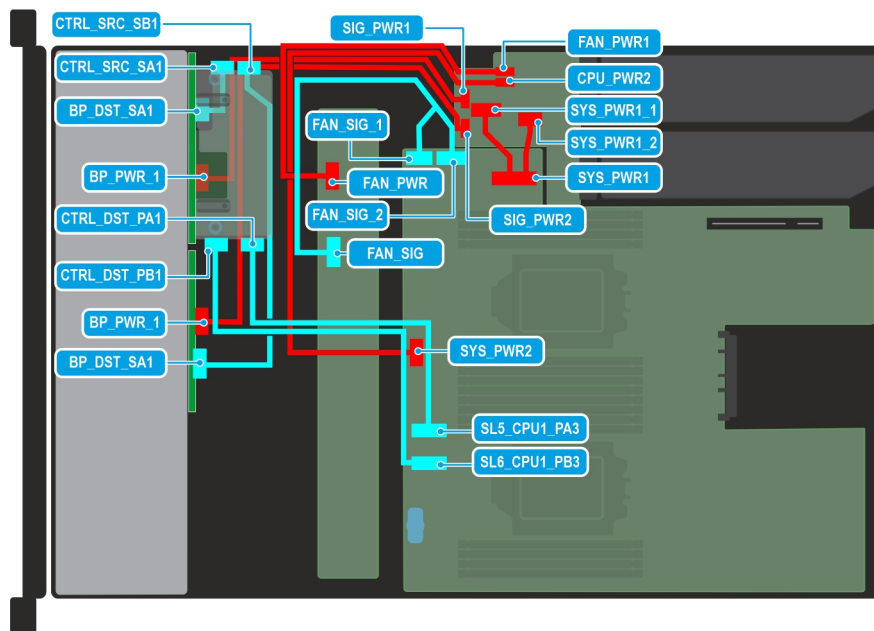 CTRL_SRC_SB1
SIG_PWR1
FAN_PWR1
CTRL_SRC_SA1
CPU_PWR2
BP_DST_SA1
SYS_PWR1_1
FAN_SIG_1
SYS_PWR1_2
BP_PWR_1
FAN_PWR
SYS_PWR1
CTRL_DST_PA1
FAN_SIG_2
SIG_PWR2
FAN_SIG
CTRL_DST_PB1
BP_PWR_1
SYS_PWR2
BP_DST_SA1
SL5_CPU1_PA3
SL6_CPU1_PB3